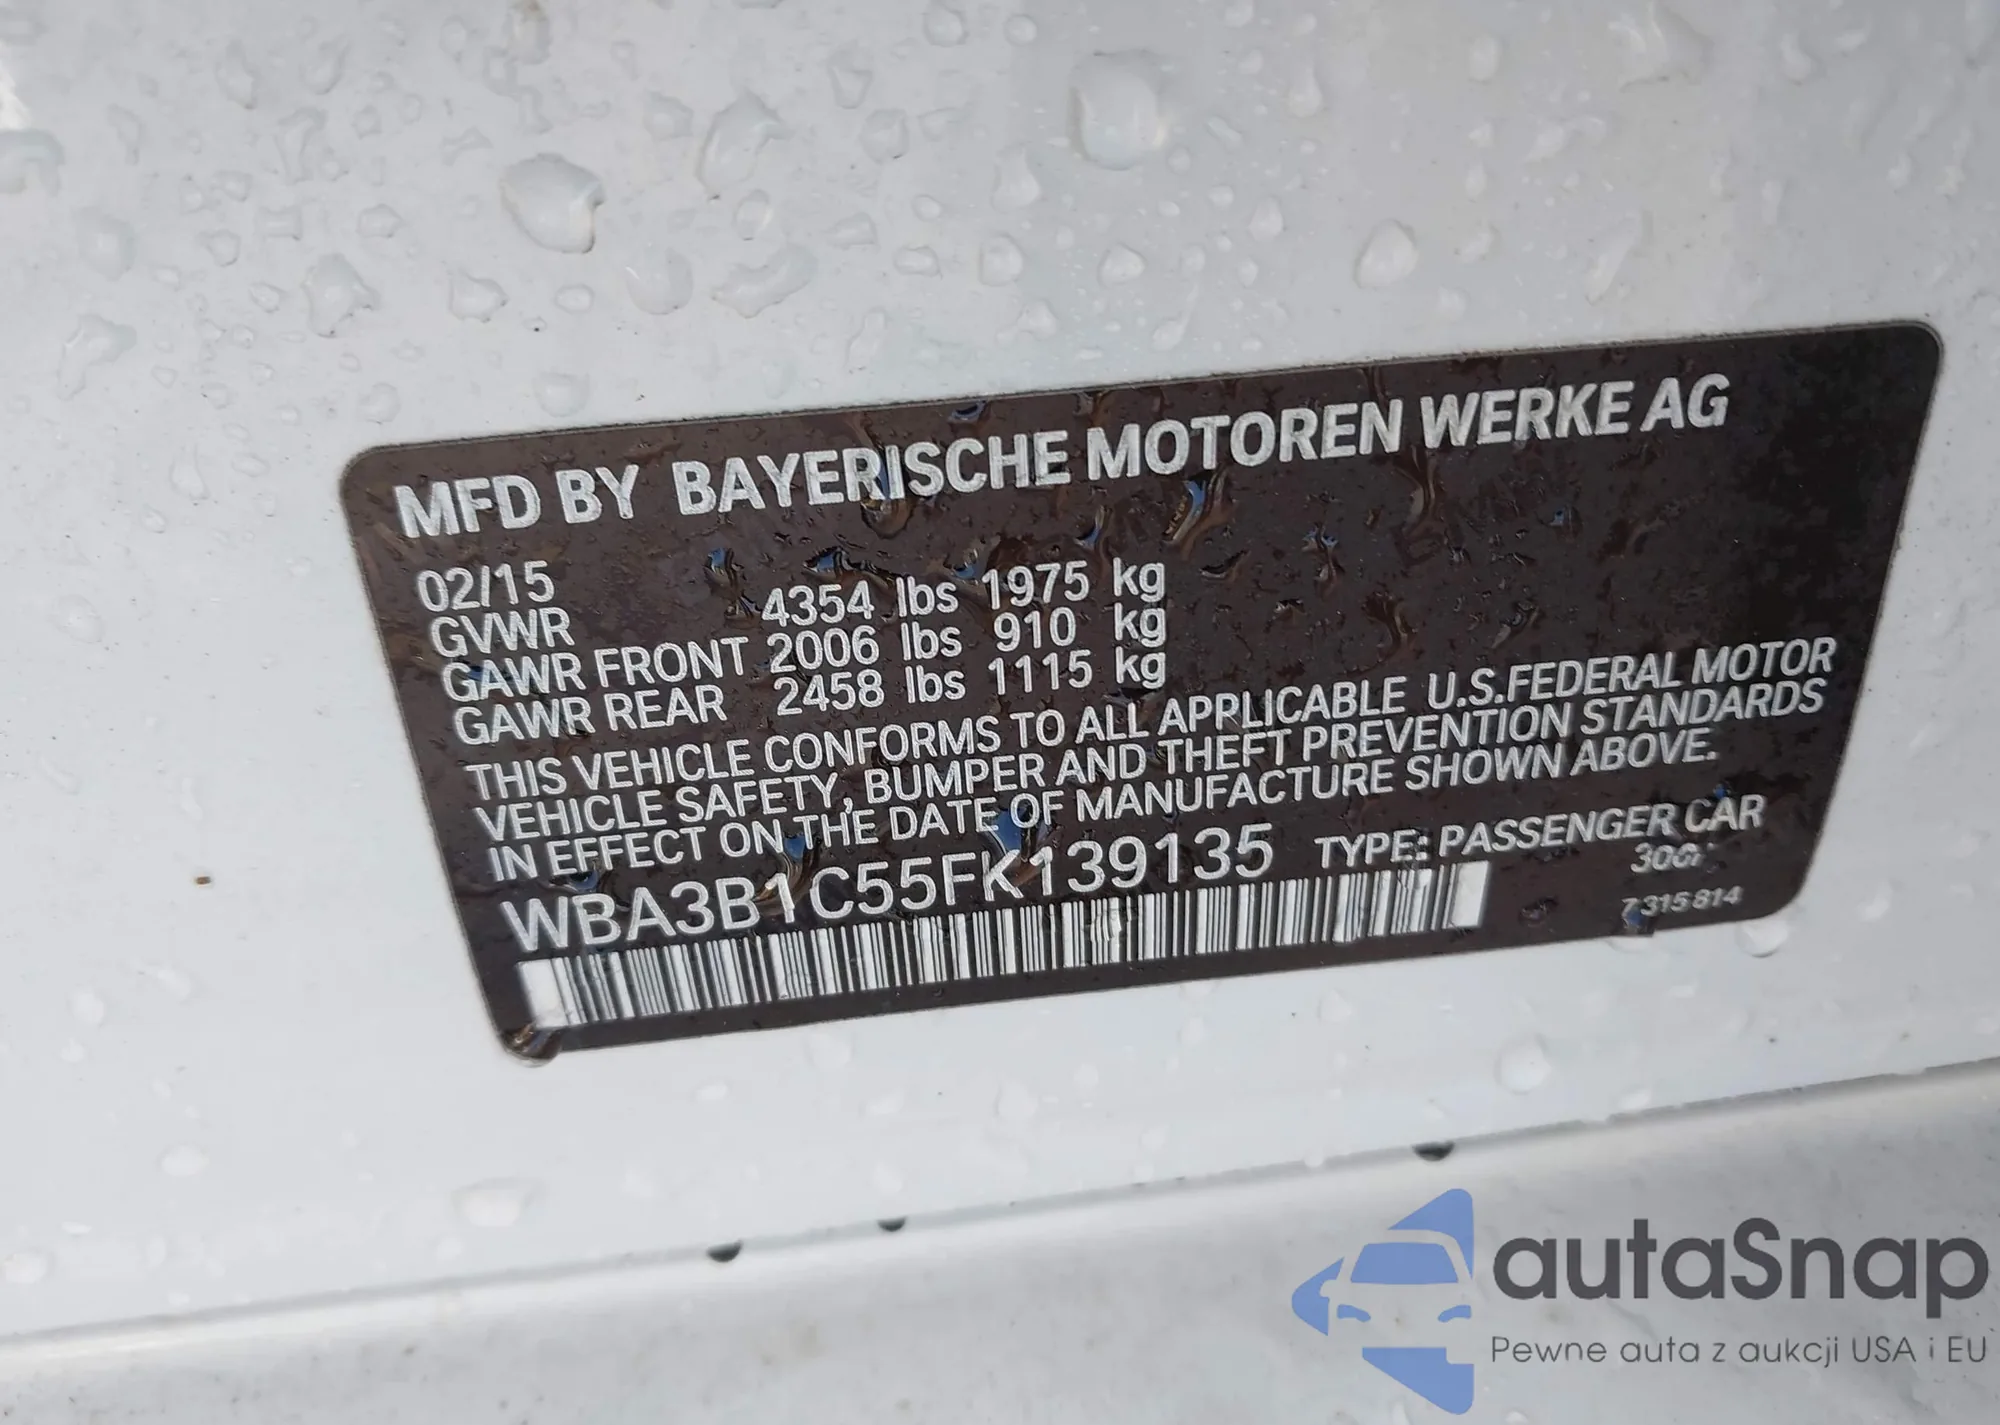 MFD BY BAYERISCHE MOTOREN WERKE AG
02/15
GVWR 4354 lbs 1975 kg
GAWR FRONT 2006 lbs 910 kg
GAWR REAR 2458 lbs 1115 kg
THIS VEHICLE CONFORMS TO ALL APPLICABLE U.S.FEDERAL MOTOR
VEHICLE SAFETY, BUMPER AND THEFT PREVENTION STANDARDS
IN EFFECT ON THE DATE OF MANUFACTURE SHOWN ABOVE.
WBA3B1C55FK139135 TYPE: PASSENGER CAR
7 315 814
autaSnap
Pewne auta z aukcji USA i EU